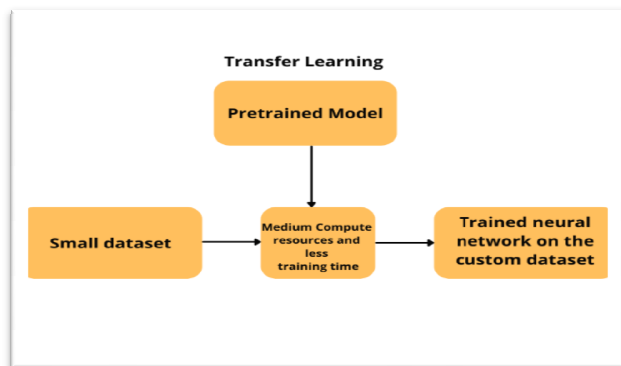 Transfer Learning
Pretrained Model
Small dataset
Medium Compute
resources and
less
training time
Trained neural
network on the
custom dataset